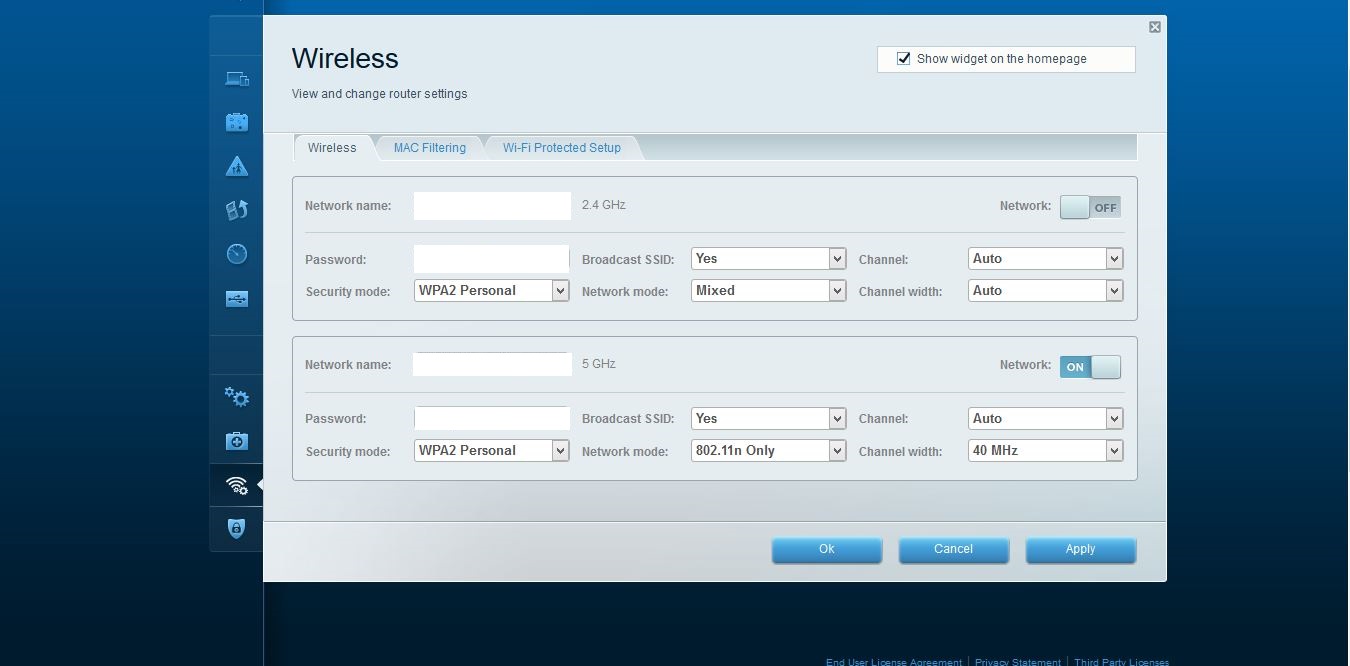 Wireless
Show widget on the homepage
View and change router settings
Wireless MAC Filtering Wi-Fi Protected Setup
Network name: 2.4 GHz Network: OFF
Password: Broadcast SSID: Yes Channel: Auto
Security mode: WPA2 Personal Network mode: Mixed Channel width: Auto
Network name: 5 GHz Network: ON
Password: Broadcast SSID: Yes Channel: Auto
Security mode: WPA2 Personal Network mode: 802.11n Only Channel width: 40 MHz
Ok Cancel Apply
End User License Agreement | Privacy Statement | Third Party Licenses